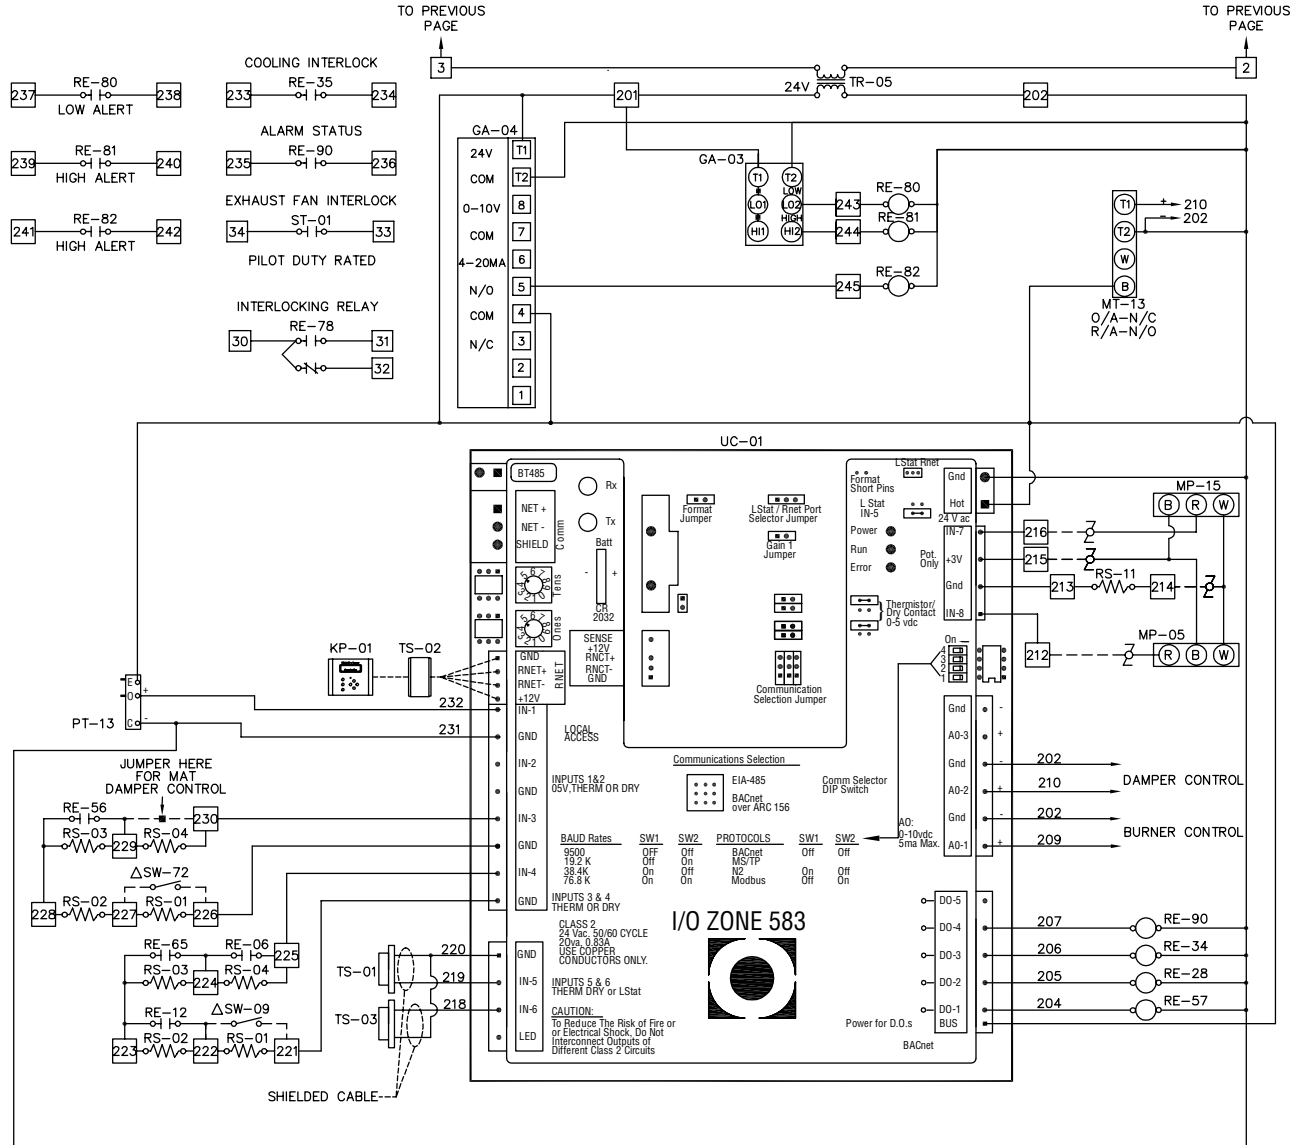 TO PREVIOUS
PAGE
TO PREVIOUS
PAGE
3
2
24V
TR-05
201
202
COOLING INTERLOCK
237
RE-80
238
LOW ALERT
233
RE-35
234
ALARM STATUS
239
RE-81
240
HIGH ALERT
235
RE-90
236
EXHAUST FAN INTERLOCK
241
RE-82
242
HIGH ALERT
34
ST-01
33
PILOT DUTY RATED
INTERLOCKING RELAY
RE-78
30
31
32
GA-04
24V
T1
COM
T2
0-10V
8
COM
7
4-20MA
6
N/O
5
COM
4
N/C
3
2
1
GA-03
T1
T2
LOW
LO1
LO2
HIGH
HI1
HI2
243
RE-80
244
RE-81
245
RE-82
T1
T2
W
B
+
210
-
202
MT-13
O/A-N/C
R/A-N/O
UC-01
BT485
Rx
Tx
NET +
NET -
SHIELD
Comm
Batt
-
+
CR
2032
Tens
Ones
Format
Jumper
LStat / Rnet Port
Selector Jumper
Gain 1
Jumper
Communication
Selection Jumper
LStat Rnet
Format
Short Pins
L Stat
IN-5
Power
Run
Error
Gnd
Hot
24 V ac
IN-7
+3V
Gnd
IN-8
Pot.
Only
Thermistor/
Dry Contact
0-5 vdc
On
4
3
2
1
MP-15
B
R
W
216
215
213
RS-11
214
212
MP-05
R
B
W
SENSE
+12V
RNCT+
RNCT-
GND
KP-01
TS-02
GND
RNET+
RNET-
+12V
RNET
E
D
+
C
-
PT-13
232
231
IN-1
GND
IN-2
GND
IN-3
GND
IN-4
GND
LOCAL
ACCESS
INPUTS 1&2
05V,THERM OR DRY
INPUTS 3 & 4
THERM OR DRY
JUMPER HERE
FOR MAT
DAMPER CONTROL
RE-56
230
RS-03
229
RS-04
△SW-72
228
RS-02
227
RS-01
226
RE-65
RE-06
225
RS-03
224
RS-04
RE-12
△SW-09
223
RS-02
222
RS-01
221
Communications Selection
EIA-485
BACnet
over ARC 156
Comm Selector
DIP Switch
BAUD Rates SW1 SW2 PROTOCOLS SW1 SW2
9500 OFF Off BACnet Off Off
19.2 K Off On MS/TP
38.4K On Off N2 On Off
76.8 K On On Modbus Off On
AO:
0-10vdc
5ma Max.
Gnd
-
A0-3
+
Gnd
-
202
A0-2
+
210
DAMPER CONTROL
Gnd
-
202
A0-1
+
209
BURNER CONTROL
CLASS 2
24 Vac. 50/60 CYCLE
20va. 0.83A
USE COPPER
CONDUCTORS ONLY.
INPUTS 5 & 6
THERM DRY or LStat
CAUTION:
To Reduce The Risk of Fire or
or Electrical Shock, Do Not
Interconnect Outputs of
Different Class 2 Circuits
I/O ZONE 583
TS-01
TS-03
220
219
218
GND
IN-5
IN-6
LED
SHIELDED CABLE
DO-5
DO-4
207
RE-90
DO-3
206
RE-34
DO-2
205
RE-28
DO-1
204
RE-57
Power for D.O.s
BUS
BACnet